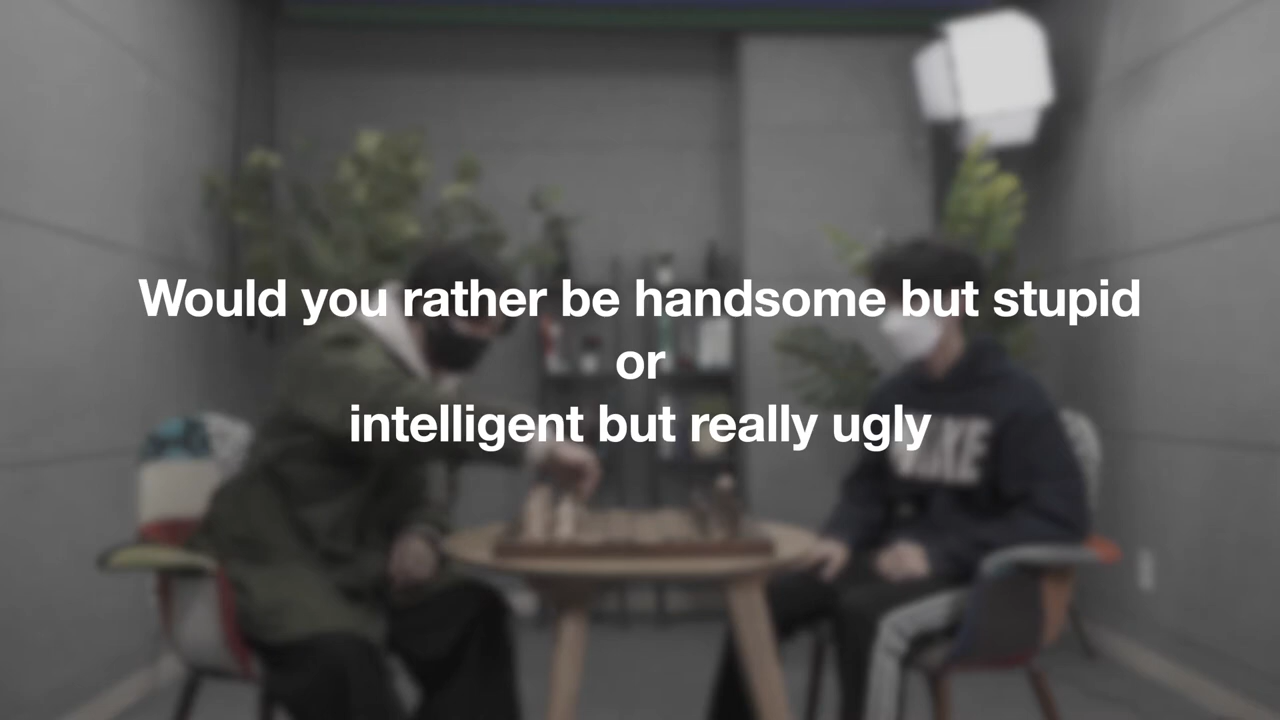 Would you rather be handsome but stupid
or
intelligent but really ugly